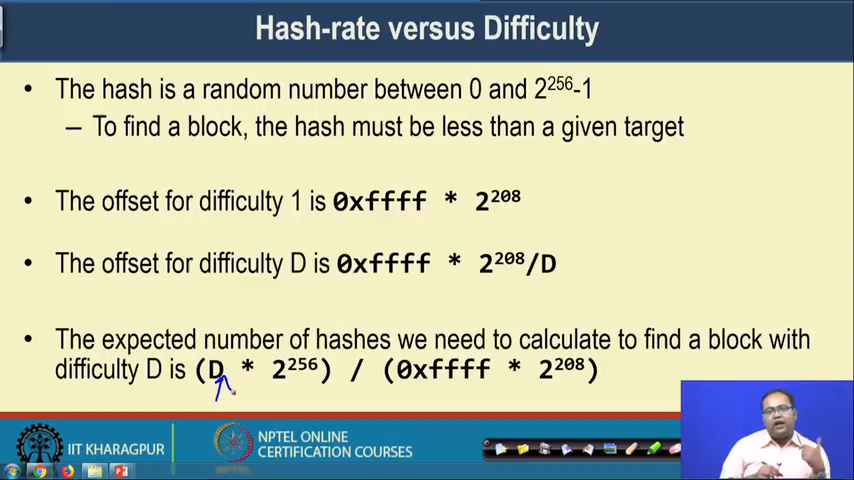 Hash-rate versus Difficulty
• The hash is a random number between 0 and 2²⁵⁶-1
– To find a block, the hash must be less than a given target
• The offset for difficulty 1 is 0xffff * 2²⁰⁸
• The offset for difficulty D is 0xffff * 2²⁰⁸/D
• The expected number of hashes we need to calculate to find a block with
difficulty D is (D * 2²⁵⁶) / (0xffff * 2²⁰⁸)
IIT KHARAGPUR
NPTEL ONLINE
CERTIFICATION COURSES